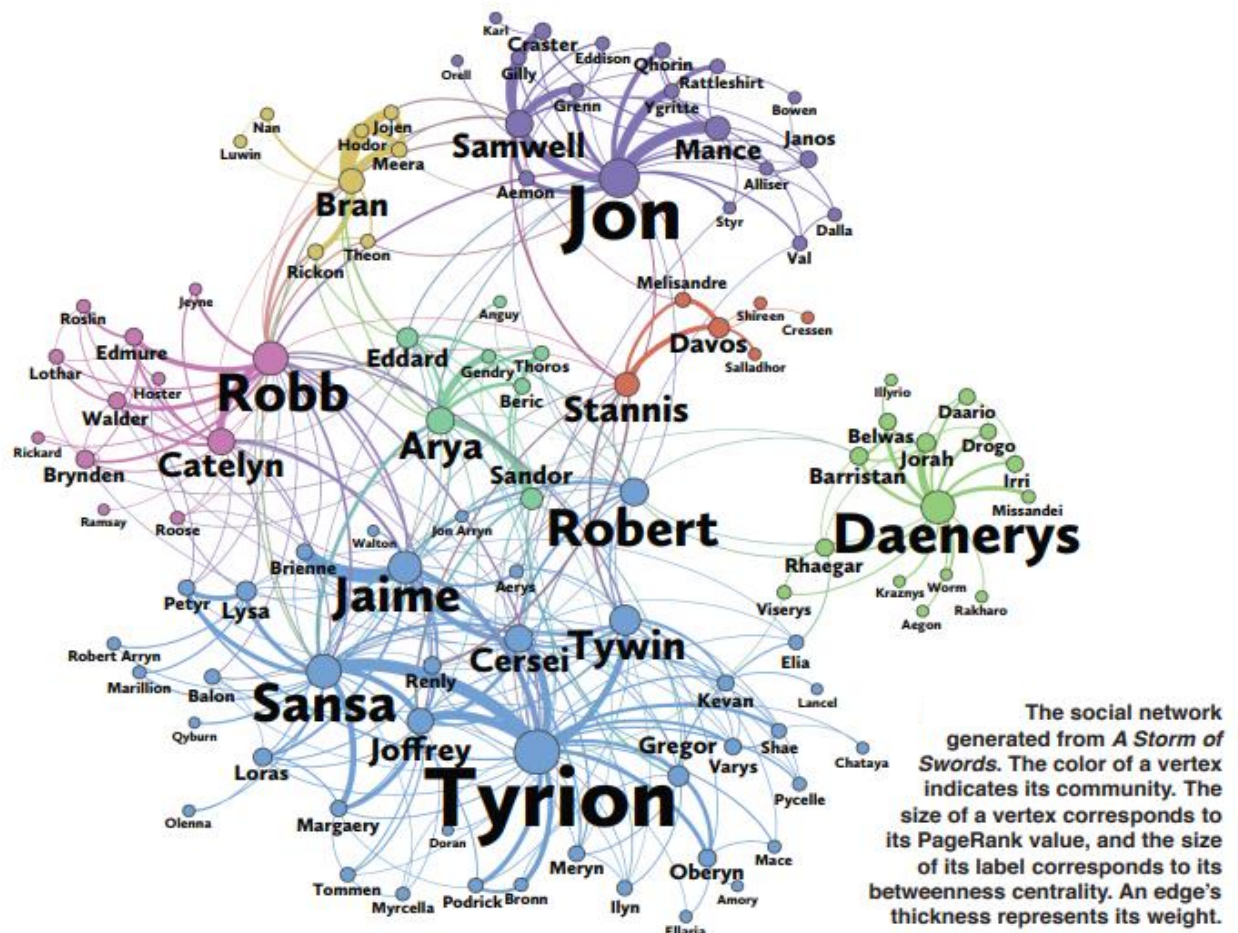 Karl
Craster
Eddison
Qhorin
Orell
Gilly
Rattleshirt
Grenn
Ygritte
Bowen
Nan
Jojen
Janos
Hodor
Samwell
Mance
Luwin
Meera
Alliser
Aemon
Bran
Jon
Styr
Dalla
Theon
Val
Rickon
Melisandre
Jeyne
Anguy
Shireen
Roslin
Cressen
Davos
Edmure
Eddard
Thoros
Salladhor
Lothar
Gendry
Hoster
Robb
Beric
Illyrio
Walder
Stannis
Daario
Belwas
Drogo
Rickard
Arya
Jorah
Catelyn
Brynden
Sandor
Barristan
Irri
Missandei
Ramsay
Roose
Jon Arryn
Robert
Daenerys
Walton
Brienne
Rhaegar
Aerys
Kraznys
Worm
Jaime
Petyr
Lysa
Viserys
Rakharo
Aegon
Tywin
Robert Arryn
Cersei
Elia
Marillion
Balon
Renly
Kevan
Lancel
Sansa
Qyburn
Joffrey
Gregor
Shae
Varys
Chataya
Loras
Tyrion
Pycelle
Olenna
Margaery
Doran
Mace
Meryn
Oberyn
Tommen
Myrcella
Podrick
Bronn
Ilyn
Amory
Ellaria
The social network
generated from A Storm of
Swords. The color of a vertex
indicates its community. The
size of a vertex corresponds to
its PageRank value, and the size
of its label corresponds to its
betweenness centrality. An edge’s
thickness represents its weight.